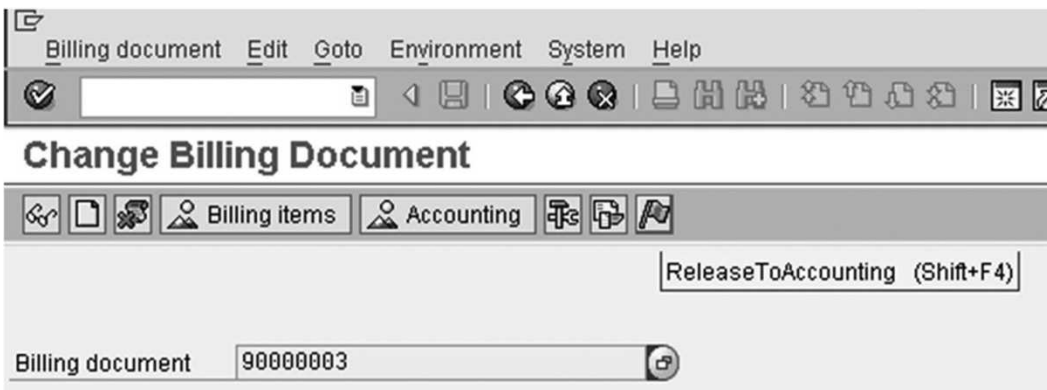 Billing document Edit Goto Environment System Help
Change Billing Document
Billing items Accounting
ReleaseToAccounting (Shift+F4)
Billing document 90000003